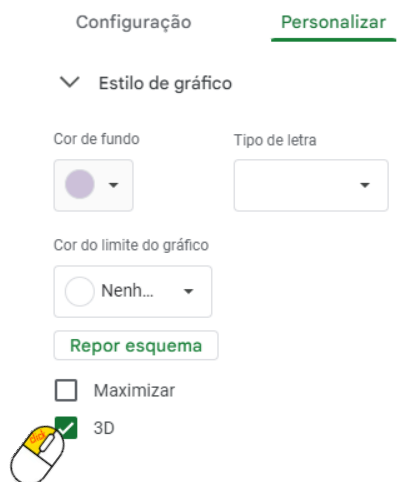 Configuração Personalizar
Estilo de gráfico
Cor de fundo Tipo de letra
Cor do limite do gráfico
Nenh...
Repor esquema
Maximizar
click
3D